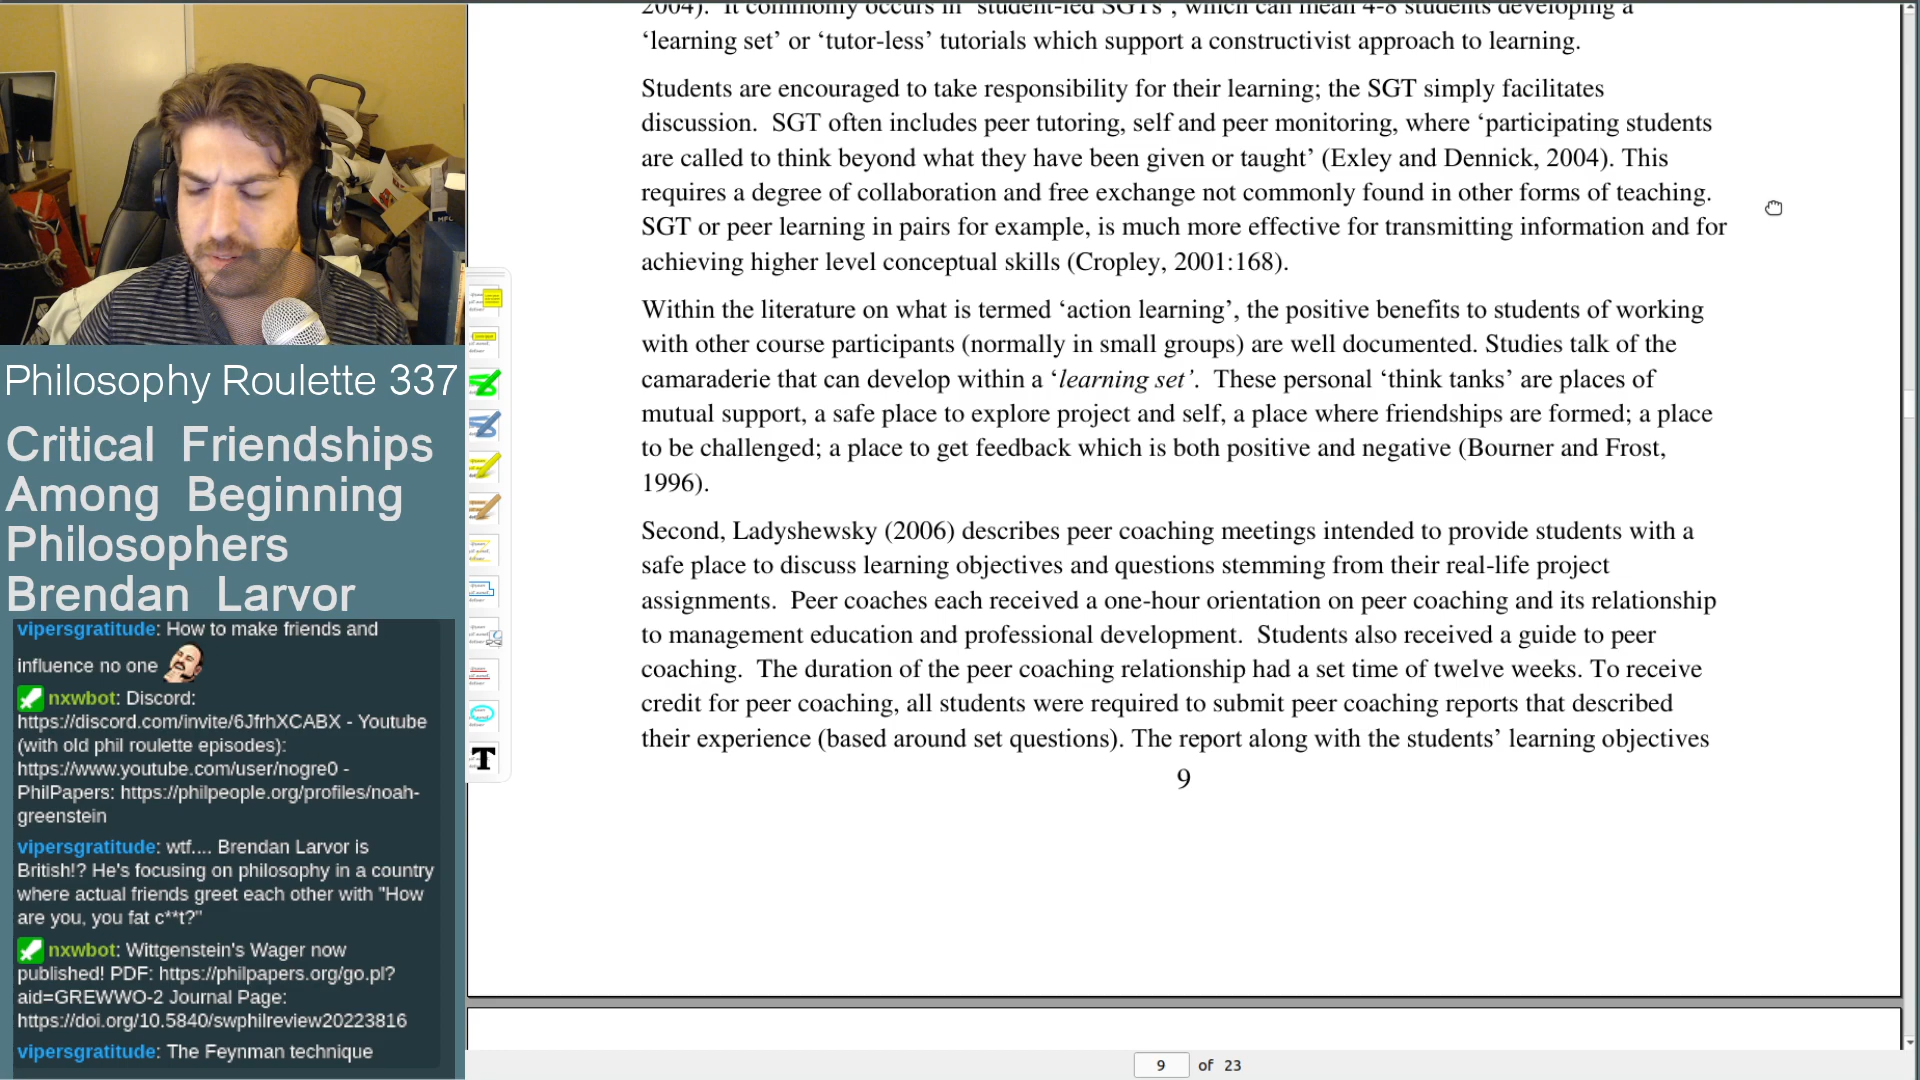 Philosophy Roulette 337
Critical Friendships
Among Beginning
Philosophers
Brendan Larvor
vipersgratitude: How to make friends and
influence no one
nxwbot: Discord:
https://discord.com/invite/6JfrhXCABX - Youtube
(with old phil roulette episodes):
https://www.youtube.com/user/nogre0 -
PhilPapers: https://philpeople.org/profiles/noah-
greenstein
vipersgratitude: wtf.... Brendan Larvor is
British!? He's focusing on philosophy in a country
where actual friends greet each other with "How
are you, you fat c**t?"
nxwbot: Wittgenstein's Wager now
published! PDF: https://philpapers.org/go.pl?
aid=GREWWO-2 Journal Page:
https://doi.org/10.5840/swphilreview20223816
vipersgratitude: The Feynman technique
2004). It commonly occurs in ‘student-led SGTs’, which can mean 4-8 students developing a
‘learning set’ or ‘tutor-less’ tutorials which support a constructivist approach to learning.
Students are encouraged to take responsibility for their learning; the SGT simply facilitates
discussion. SGT often includes peer tutoring, self and peer monitoring, where ‘participating students
are called to think beyond what they have been given or taught’ (Exley and Dennick, 2004). This
requires a degree of collaboration and free exchange not commonly found in other forms of teaching.
SGT or peer learning in pairs for example, is much more effective for transmitting information and for
achieving higher level conceptual skills (Cropley, 2001:168).
Within the literature on what is termed ‘action learning’, the positive benefits to students of working
with other course participants (normally in small groups) are well documented. Studies talk of the
camaraderie that can develop within a ‘learning set’. These personal ‘think tanks’ are places of
mutual support, a safe place to explore project and self, a place where friendships are formed; a place
to be challenged; a place to get feedback which is both positive and negative (Bourner and Frost,
1996).
Second, Ladyshewsky (2006) describes peer coaching meetings intended to provide students with a
safe place to discuss learning objectives and questions stemming from their real-life project
assignments. Peer coaches each received a one-hour orientation on peer coaching and its relationship
to management education and professional development. Students also received a guide to peer
coaching. The duration of the peer coaching relationship had a set time of twelve weeks. To receive
credit for peer coaching, all students were required to submit peer coaching reports that described
their experience (based around set questions). The report along with the students’ learning objectives
9
T
9 of 23